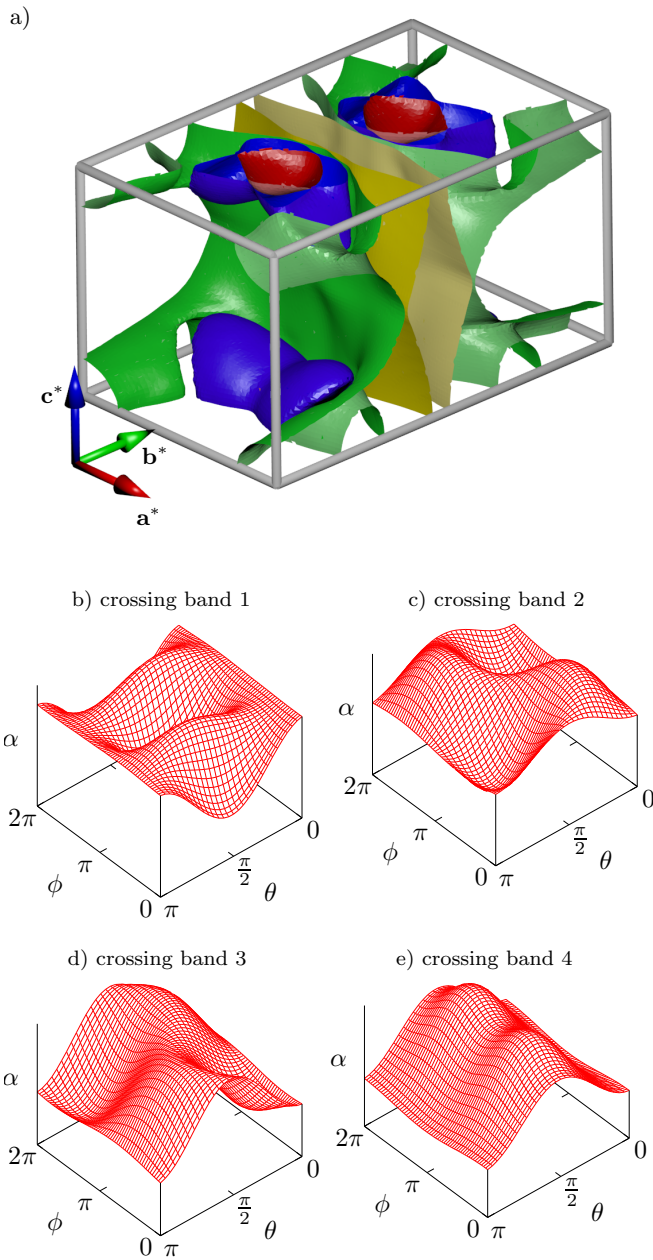 a)
c*
b*
a*
b) crossing band 1
c) crossing band 2
α
2π
π
ϕ
0
π
π/2
θ
0
α
2π
π
ϕ
0
π
π/2
θ
0
d) crossing band 3
e) crossing band 4
α
2π
π
ϕ
0
π
π/2
θ
0
α
2π
π
ϕ
0
π
π/2
θ
0